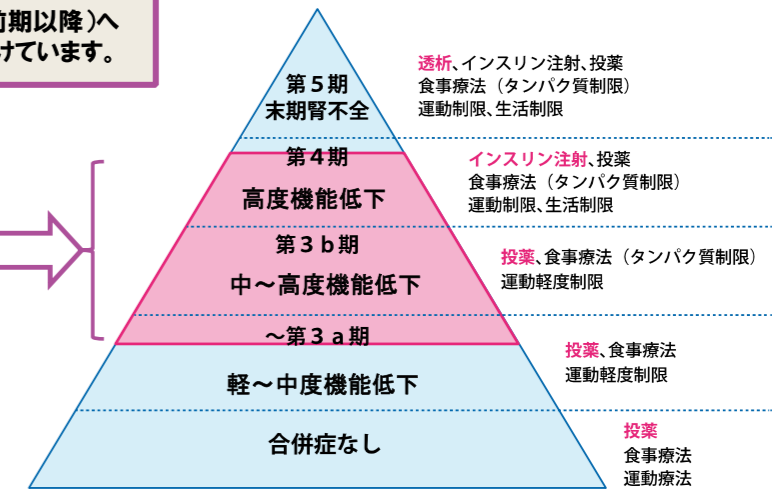 前期以降)へ
けています。
第5期
末期腎不全
透析、インスリン注射、投薬
食事療法(タンパク質制限)
運動制限、生活制限
第4期
高度機能低下
インスリン注射、投薬
食事療法(タンパク質制限)
運動制限、生活制限
第3b期
中～高度機能低下
投薬、食事療法(タンパク質制限)
運動軽度制限
～第3a期
軽～中度機能低下
投薬、食事療法
運動軽度制限
合併症なし
投薬
食事療法
運動療法